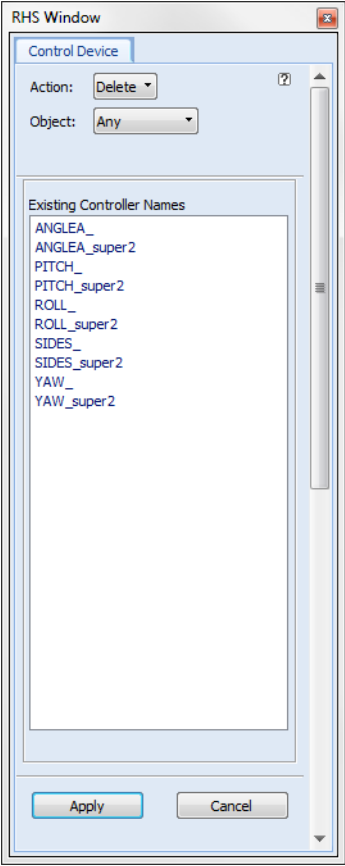 RHS Window
Control Device
Action: Delete
?
Object: Any
Existing Controller Names
ANGLEA_
ANGLEA_super2
PITCH_
PITCH_super2
ROLL_
ROLL_super2
SIDES_
SIDES_super2
YAW_
YAW_super2
Apply Cancel